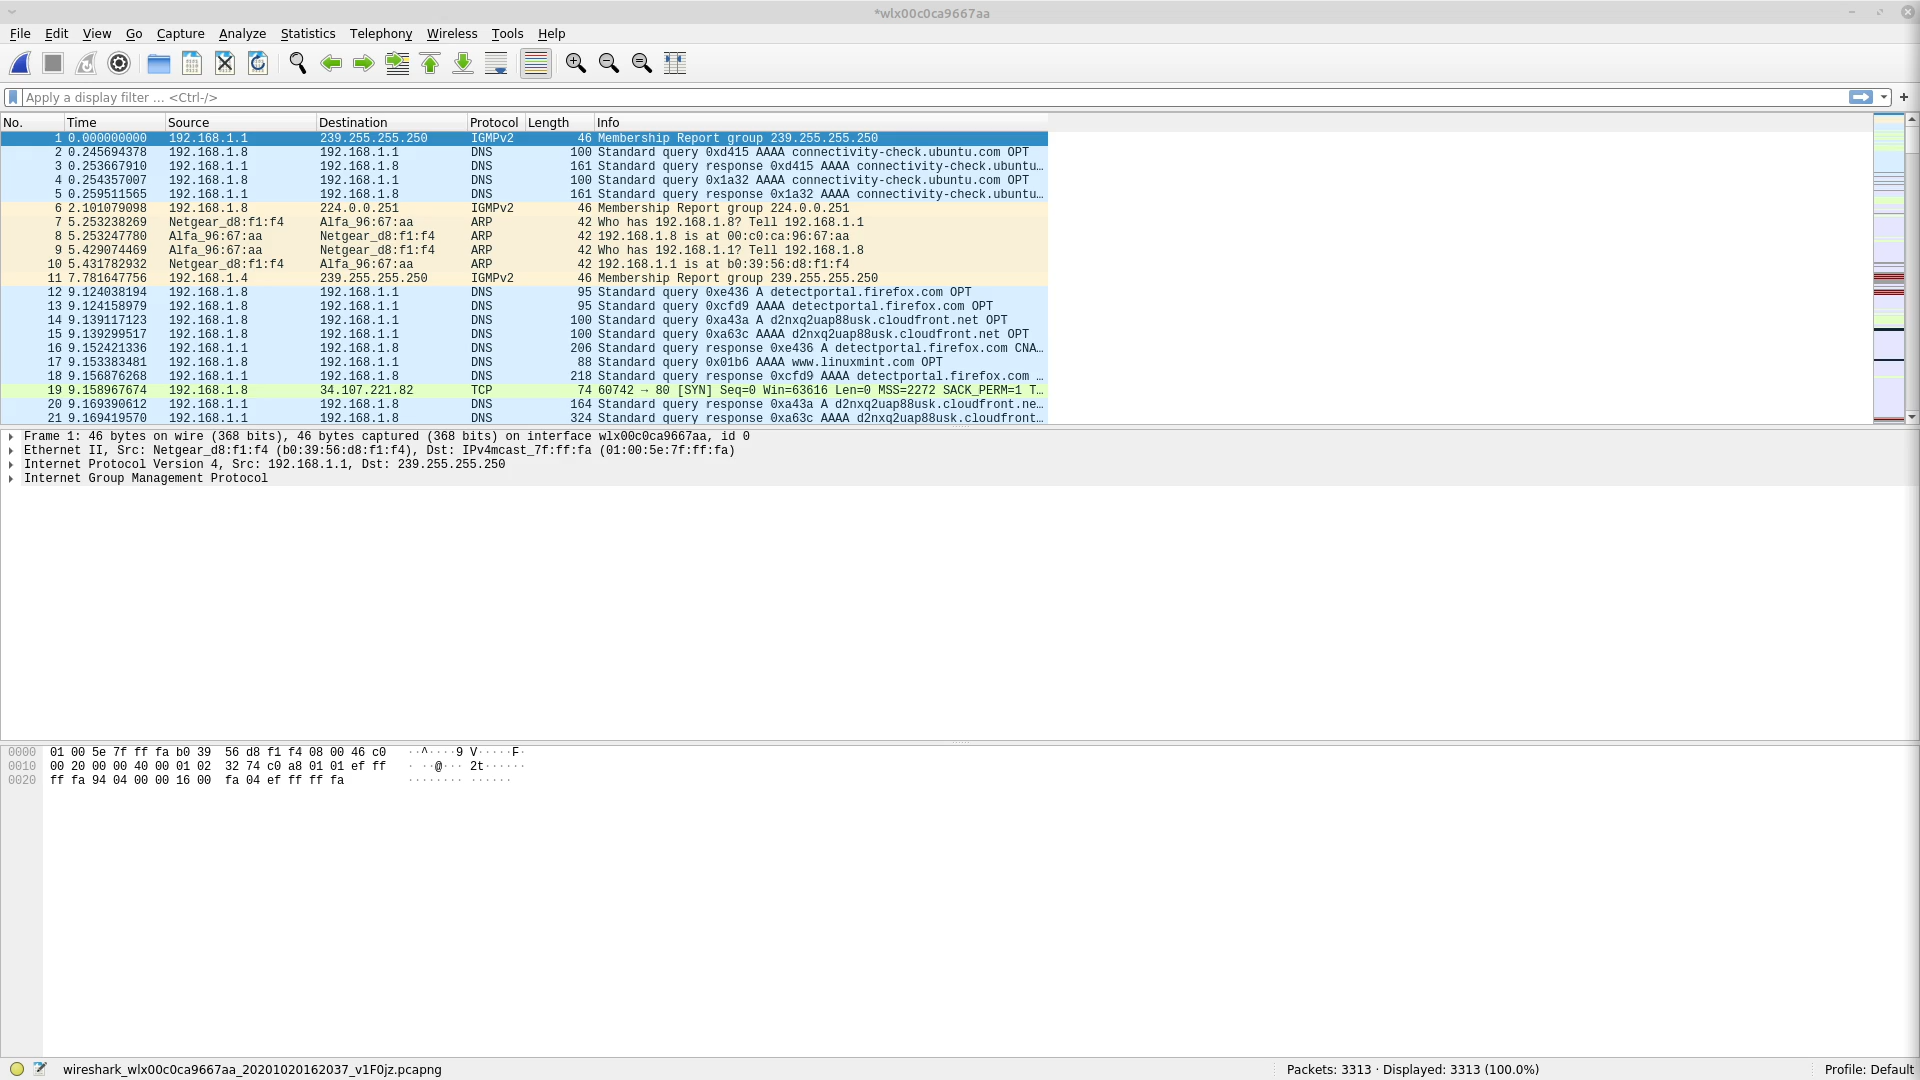 *wlx00c0ca9667aa
File Edit View Go Capture Analyze Statistics Telephony Wireless Tools Help
Apply a display filter ... <Ctrl-/>
No. Time Source Destination Protocol Length Info
1 0.000000000 192.168.1.1 239.255.255.250 IGMPv2 46 Membership Report group 239.255.255.250
2 0.245694378 192.168.1.8 192.168.1.1 DNS 100 Standard query 0xd415 AAAA connectivity-check.ubuntu.com OPT
3 0.253667910 192.168.1.1 192.168.1.8 DNS 161 Standard query response 0xd415 AAAA connectivity-check.ubuntu…
4 0.254357007 192.168.1.8 192.168.1.1 DNS 100 Standard query 0x1a32 AAAA connectivity-check.ubuntu.com OPT
5 0.259511565 192.168.1.1 192.168.1.8 DNS 161 Standard query response 0x1a32 AAAA connectivity-check.ubuntu…
6 2.101079098 192.168.1.8 224.0.0.251 IGMPv2 46 Membership Report group 224.0.0.251
7 5.253238269 Netgear_d8:f1:f4 Alfa_96:67:aa ARP 42 Who has 192.168.1.8? Tell 192.168.1.1
8 5.253247780 Alfa_96:67:aa Netgear_d8:f1:f4 ARP 42 192.168.1.8 is at 00:c0:ca:96:67:aa
9 5.429074469 Alfa_96:67:aa Netgear_d8:f1:f4 ARP 42 Who has 192.168.1.1? Tell 192.168.1.8
10 5.431782932 Netgear_d8:f1:f4 Alfa_96:67:aa ARP 42 192.168.1.1 is at b0:39:56:d8:f1:f4
11 7.781647756 192.168.1.4 239.255.255.250 IGMPv2 46 Membership Report group 239.255.255.250
12 9.124038194 192.168.1.8 192.168.1.1 DNS 95 Standard query 0xe436 A detectportal.firefox.com OPT
13 9.124158979 192.168.1.8 192.168.1.1 DNS 95 Standard query 0xcfd9 AAAA detectportal.firefox.com OPT
14 9.139117123 192.168.1.8 192.168.1.1 DNS 100 Standard query 0xa43a A d2nxq2uap88usk.cloudfront.net OPT
15 9.139299517 192.168.1.8 192.168.1.1 DNS 100 Standard query 0xa63c AAAA d2nxq2uap88usk.cloudfront.net OPT
16 9.152421336 192.168.1.1 192.168.1.8 DNS 206 Standard query response 0xe436 A detectportal.firefox.com CNA…
17 9.153383481 192.168.1.8 192.168.1.1 DNS 88 Standard query 0x01b6 AAAA www.linuxmint.com OPT
18 9.156876268 192.168.1.1 192.168.1.8 DNS 218 Standard query response 0xcfd9 AAAA detectportal.firefox.com …
19 9.158967674 192.168.1.8 34.107.221.82 TCP 74 60742 → 80 [SYN] Seq=0 Win=63616 Len=0 MSS=2272 SACK_PERM=1 T…
20 9.169390612 192.168.1.1 192.168.1.8 DNS 164 Standard query response 0xa43a A d2nxq2uap88usk.cloudfront.ne…
21 9.169419570 192.168.1.1 192.168.1.8 DNS 324 Standard query response 0xa63c AAAA d2nxq2uap88usk.cloudfront…
Frame 1: 46 bytes on wire (368 bits), 46 bytes captured (368 bits) on interface wlx00c0ca9667aa, id 0
Ethernet II, Src: Netgear_d8:f1:f4 (b0:39:56:d8:f1:f4), Dst: IPv4mcast_7f:ff:fa (01:00:5e:7f:ff:fa)
Internet Protocol Version 4, Src: 192.168.1.1, Dst: 239.255.255.250
Internet Group Management Protocol
0000 01 00 5e 7f ff fa b0 39 56 d8 f1 f4 08 00 46 c0 ··^····9 V·····F·
0010 00 20 00 00 40 00 01 02 32 74 c0 a8 01 01 ef ff · ··@··· 2t······
0020 ff fa 94 04 00 00 16 00 fa 04 ef ff ff fa ········ ······
wireshark_wlx00c0ca9667aa_20201020162037_v1F0jz.pcapng
Packets: 3313 · Displayed: 3313 (100.0%)
Profile: Default